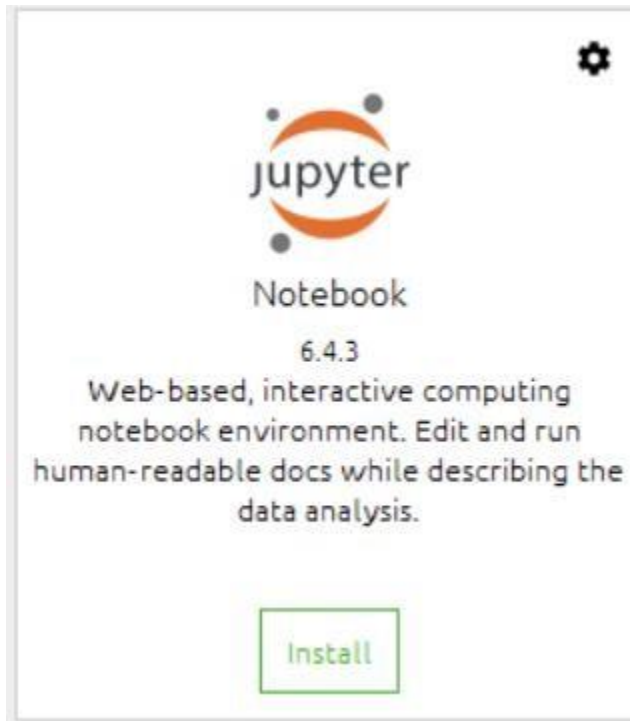 jupyter
Notebook
6.4.3
Web-based, interactive computing
notebook environment. Edit and run
human-readable docs while describing the
data analysis.
Install